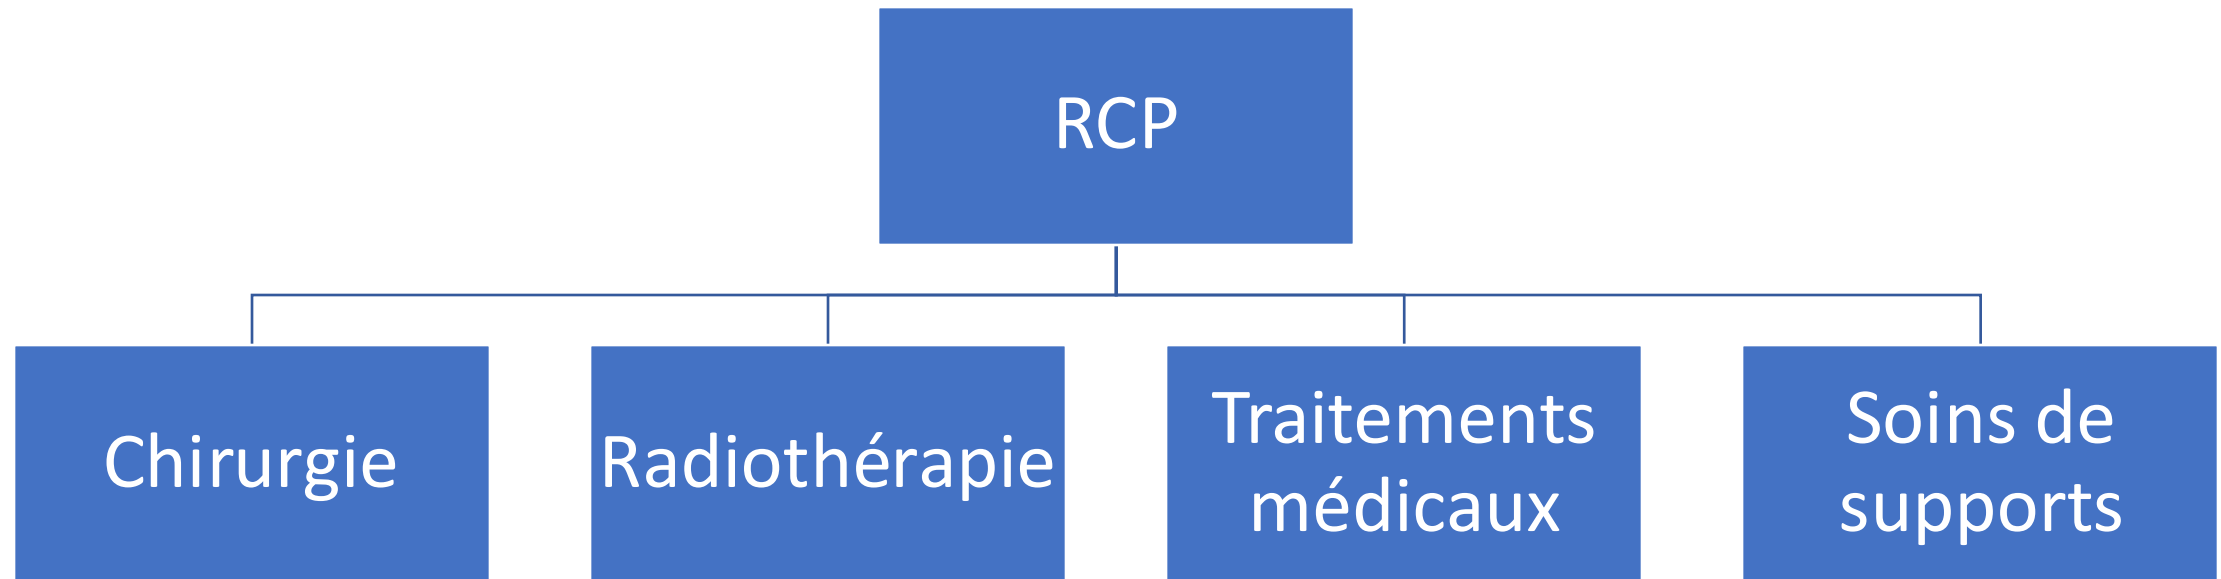 RCP
Chirurgie
Radiothérapie
Traitements
médicaux
Soins de
supports